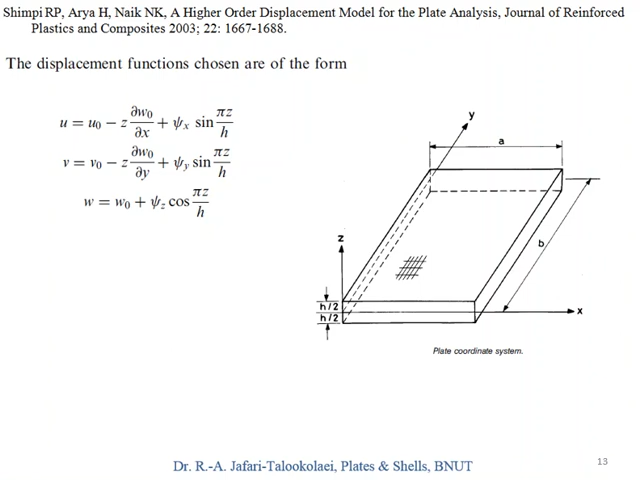 Shimpi RP, Arya H, Naik NK, A Higher Order Displacement Model for the Plate Analysis, Journal of Reinforced
Plastics and Composites 2003; 22: 1667-1688.
The displacement functions chosen are of the form
u = u₀ − z ∂w₀/∂x + ψₓ sin πz/h
v = v₀ − z ∂w₀/∂y + ψ_y sin πz/h
w = w₀ + ψ_z cos πz/h
y
a
z
b
h/2
h/2
x
Plate coordinate system.
Dr. R.-A. Jafari-Talookolaei, Plates & Shells, BNUT
13